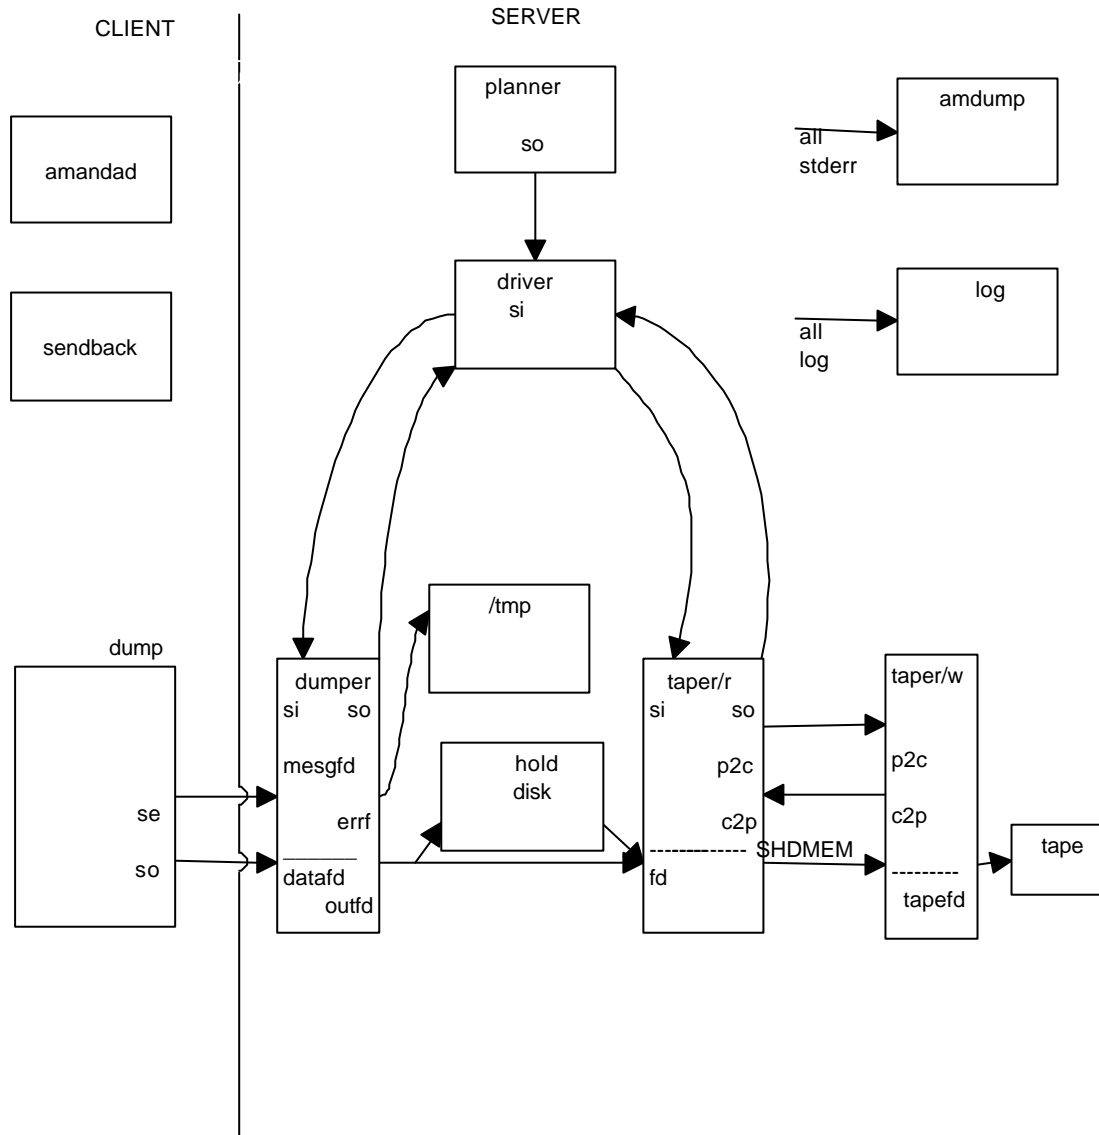 CLIENT
SERVER
planner
so
amdump
all
stderr
amandad
driver
si
log
all
log
sendback
/tmp
dump
se
so
dumper
si so
mesgfd
errf
datafd
outfd
hold
disk
taper/r
si so
p2c
c2p
SHDMEM
fd
taper/w
p2c
c2p
tapefd
tape